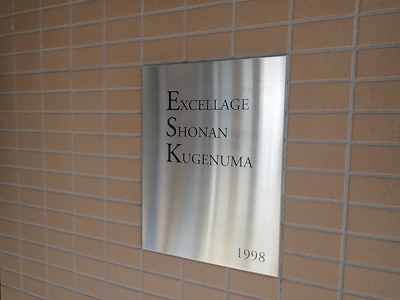 EXCELLAGE
SHONAN
KUGENUMA
1998